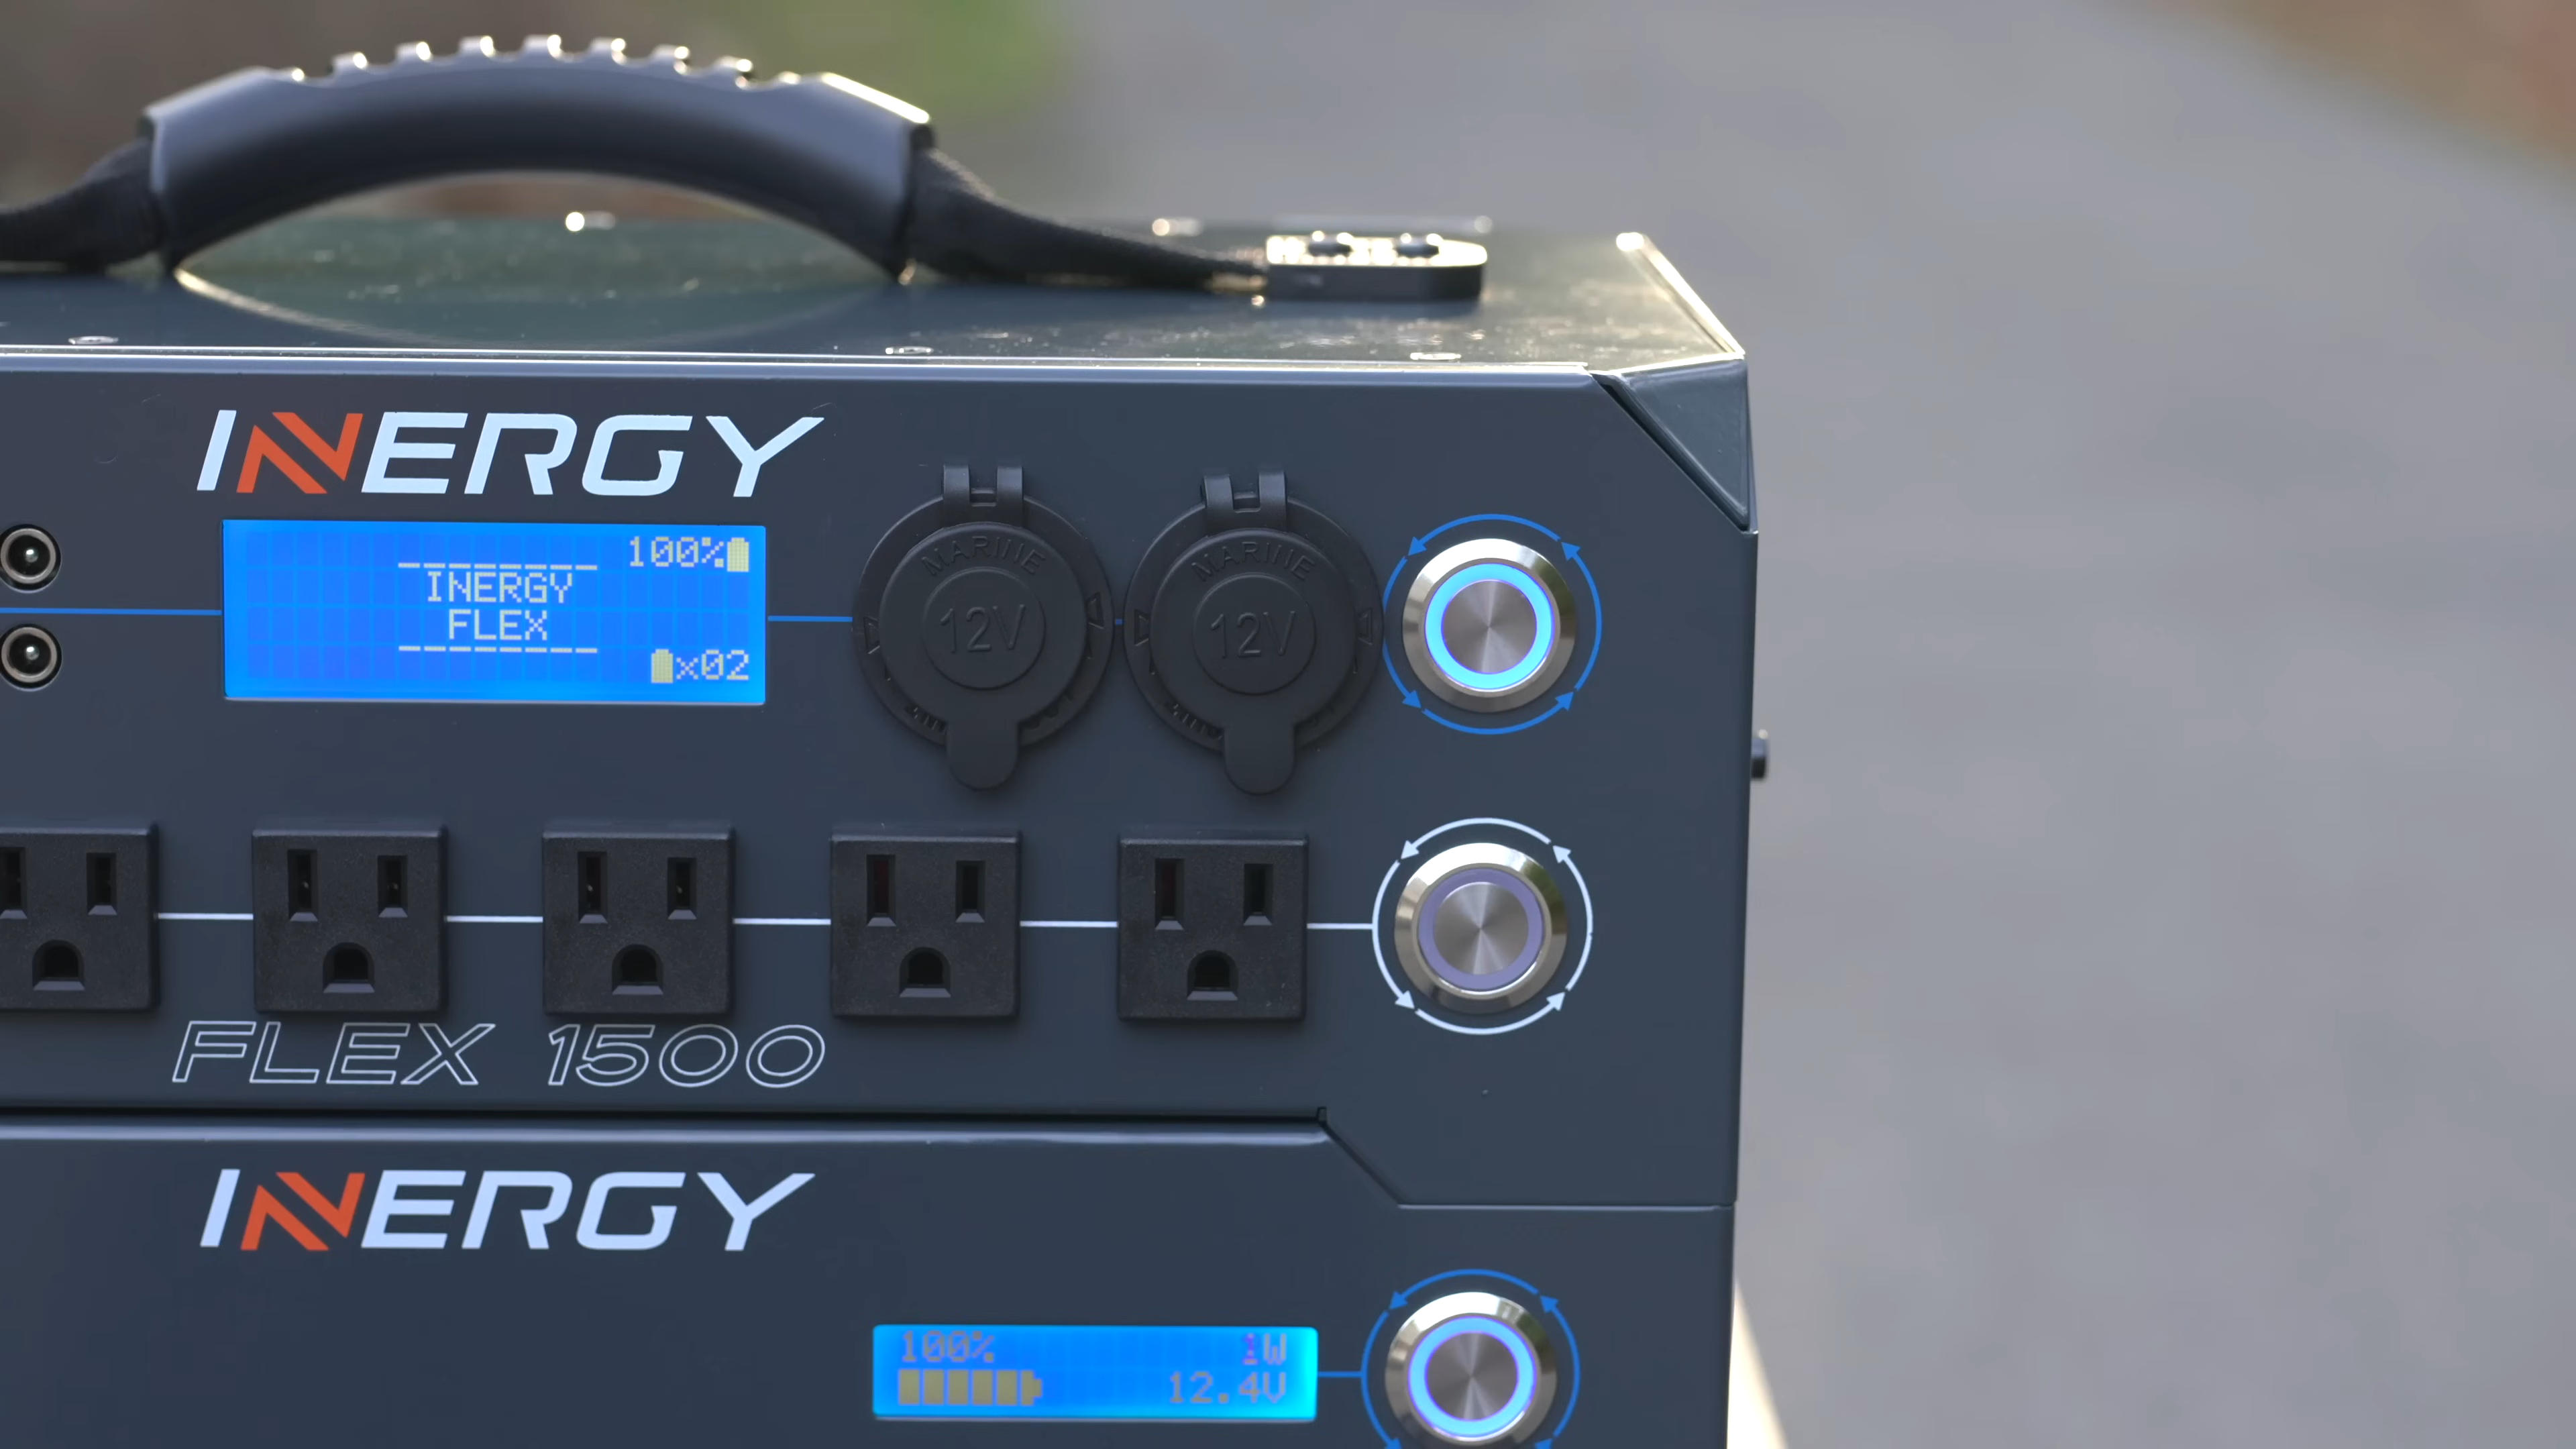 INERGY
100%
INERGY
FLEX
x02
MARINE
12V
MARINE
12V
FLEX 1500
INERGY
100% 1W
12.4V